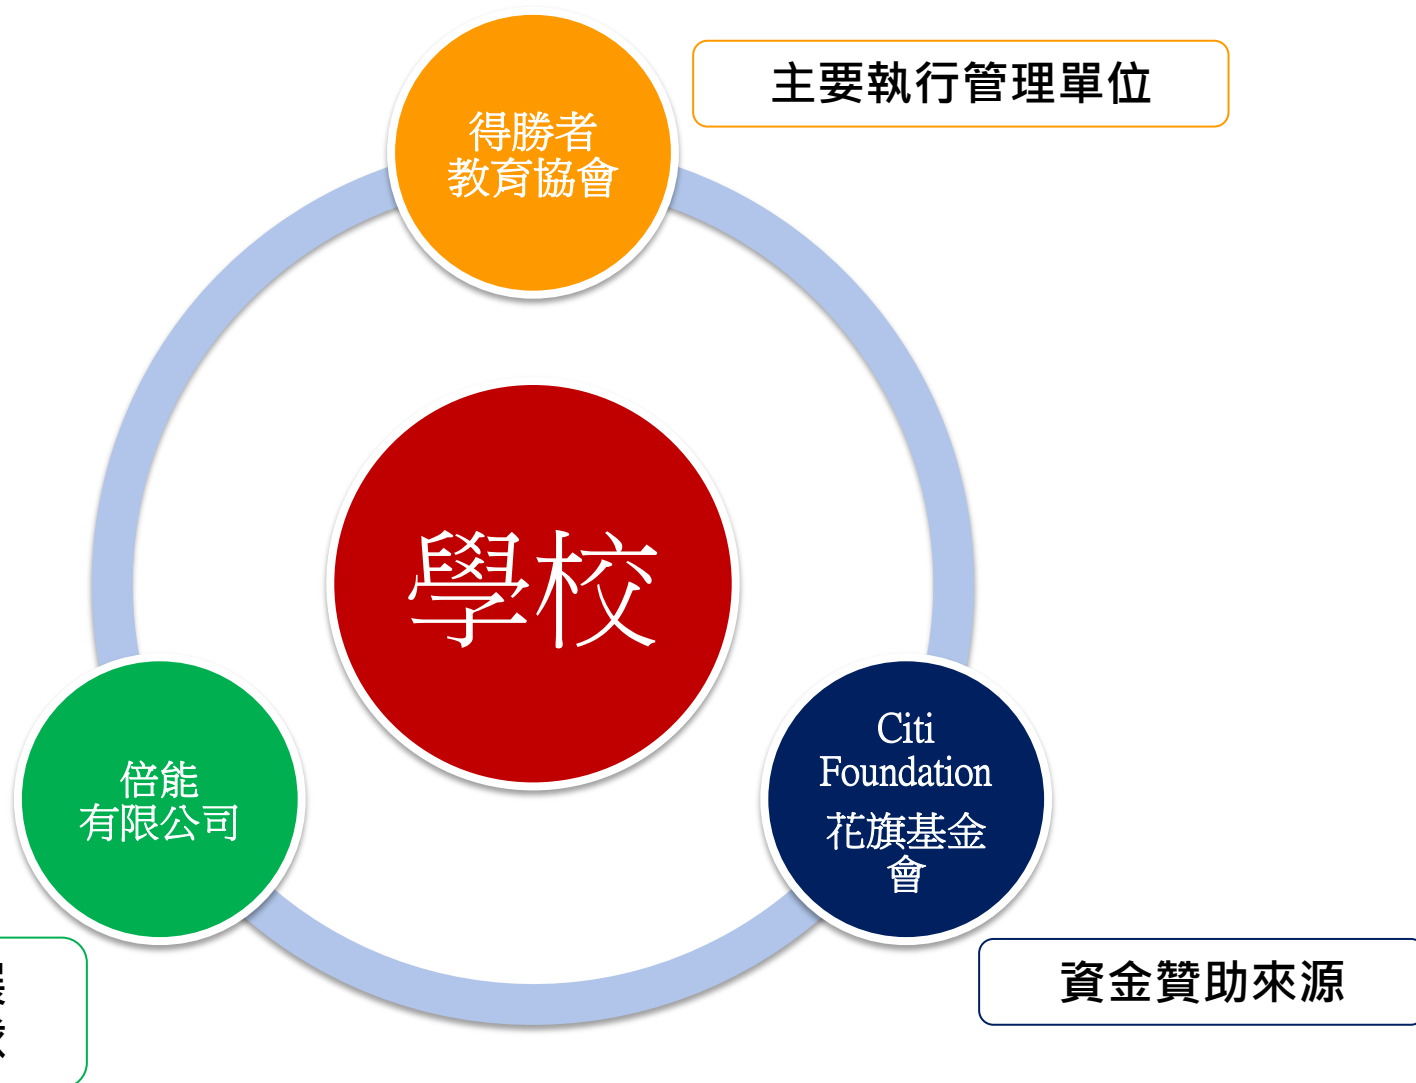 得勝者
教育協會
主要執行管理單位
學校
倍能
有限公司
Citi
Foundation
花旗基金
會
資金贊助來源